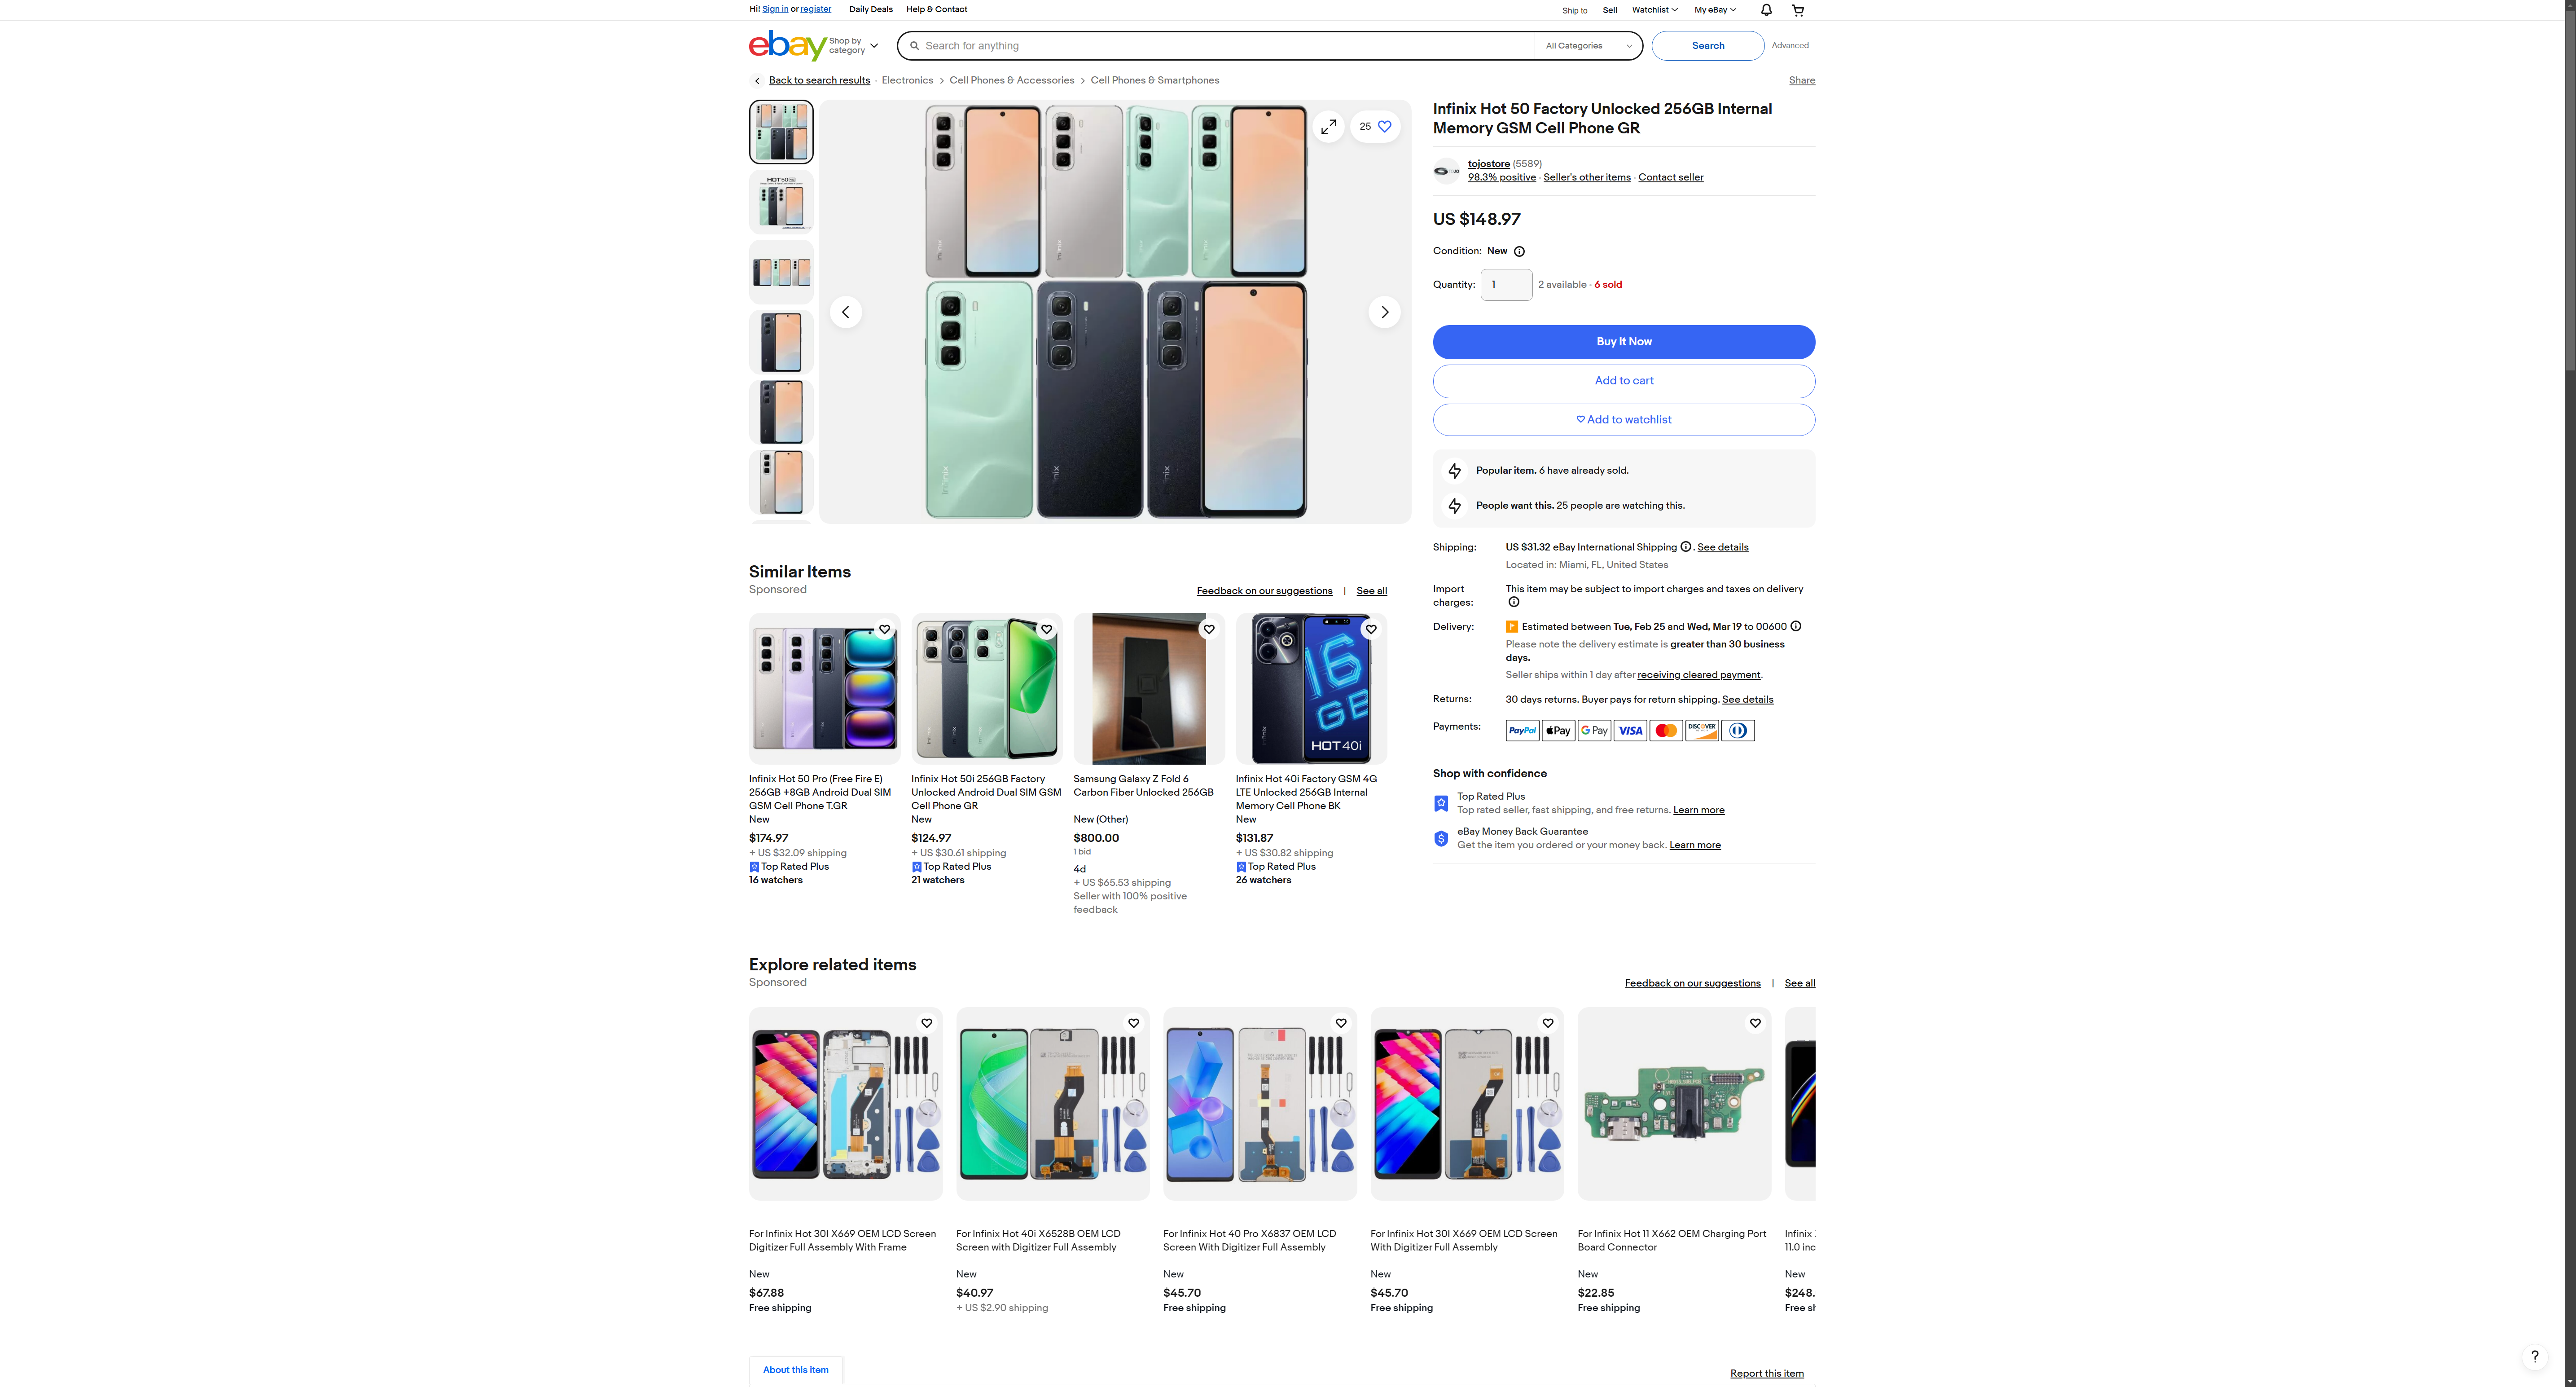 Hi! Sign in or register
Daily Deals
Help & Contact
Ship to
Sell
Watchlist
My eBay
ebay
Shop by
category
Search for anything
All Categories
Search
Advanced
Back to search results · Electronics > Cell Phones & Accessories > Cell Phones & Smartphones
Share
HOT 50
25
infinix
Infinix Hot 50 Factory Unlocked 256GB Internal
Memory GSM Cell Phone GR
tojostore (5589)
98.3% positive · Seller's other items · Contact seller
US $148.97
Condition: New
Quantity: 1 2 available · 6 sold
Buy It Now
Add to cart
Add to watchlist
Popular item. 6 have already sold.
People want this. 25 people are watching this.
Shipping: US $31.32 eBay International Shipping . See details
Located in: Miami, FL, United States
Import
charges:
This item may be subject to import charges and taxes on delivery
Delivery: Estimated between Tue, Feb 25 and Wed, Mar 19 to 00600
Please note the delivery estimate is greater than 30 business
days.
Seller ships within 1 day after receiving cleared payment.
Returns: 30 days returns. Buyer pays for return shipping. See details
Payments: PayPal Pay G Pay VISA DISCOVER
Shop with confidence
Top Rated Plus
Top rated seller, fast shipping, and free returns. Learn more
eBay Money Back Guarantee
Get the item you ordered or your money back. Learn more
Similar Items
Sponsored
Feedback on our suggestions | See all
16
GB
HOT 40i
Infinix Hot 50 Pro (Free Fire E)
256GB +8GB Android Dual SIM
GSM Cell Phone T.GR
New
$174.97
+ US $32.09 shipping
Top Rated Plus
16 watchers
Infinix Hot 50i 256GB Factory
Unlocked Android Dual SIM GSM
Cell Phone GR
New
$124.97
+ US $30.61 shipping
Top Rated Plus
21 watchers
Samsung Galaxy Z Fold 6
Carbon Fiber Unlocked 256GB
New (Other)
$800.00
1 bid
4d
+ US $65.53 shipping
Seller with 100% positive
feedback
Infinix Hot 40i Factory GSM 4G
LTE Unlocked 256GB Internal
Memory Cell Phone BK
New
$131.87
+ US $30.82 shipping
Top Rated Plus
26 watchers
Explore related items
Sponsored
Feedback on our suggestions | See all
For Infinix Hot 30I X669 OEM LCD Screen
Digitizer Full Assembly With Frame
New
$67.88
Free shipping
For Infinix Hot 40i X6528B OEM LCD
Screen with Digitizer Full Assembly
New
$40.97
+ US $2.90 shipping
For Infinix Hot 40 Pro X6837 OEM LCD
Screen With Digitizer Full Assembly
New
$45.70
Free shipping
For Infinix Hot 30I X669 OEM LCD Screen
With Digitizer Full Assembly
New
$45.70
Free shipping
For Infinix Hot 11 X662 OEM Charging Port
Board Connector
New
$22.85
Free shipping
Infinix
11.0 inc
New
$248.
Free sh
About this item
Report this item
?